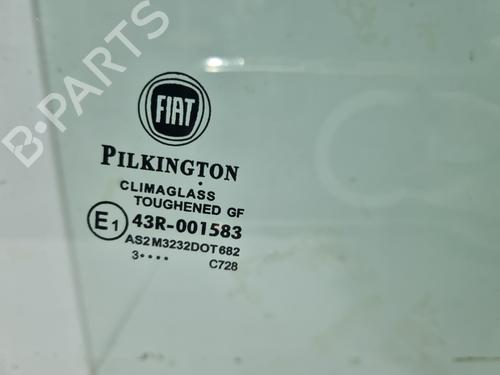 B-PARTS
FIAT
PILKINGTON
CLIMAGLASS
TOUGHENED GF
E1 43R-001583
AS2 M3232DOT 682
3•••• C728